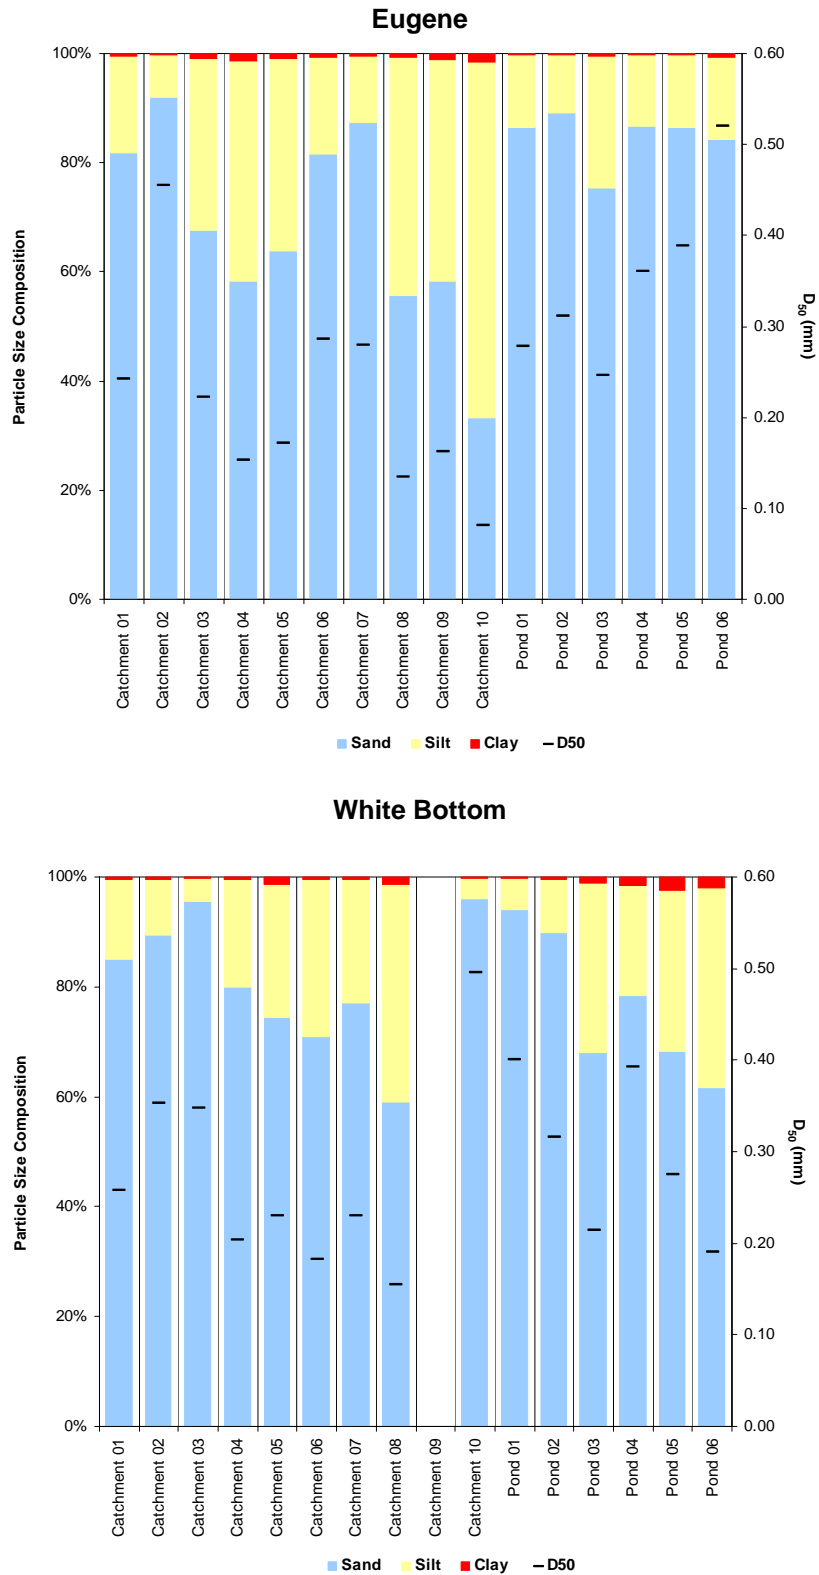 Eugene
100%
80%
60%
40%
20%
0%
Particle Size Composition
0.60
0.50
0.40
0.30
0.20
0.10
0.00
D50 (mm)
Catchment 01
Catchment 02
Catchment 03
Catchment 04
Catchment 05
Catchment 06
Catchment 07
Catchment 08
Catchment 09
Catchment 10
Pond 01
Pond 02
Pond 03
Pond 04
Pond 05
Pond 06
Sand Silt Clay D50
White Bottom
100%
80%
60%
40%
20%
0%
Particle Size Composition
0.60
0.50
0.40
0.30
0.20
0.10
0.00
D50 (mm)
Catchment 01
Catchment 02
Catchment 03
Catchment 04
Catchment 05
Catchment 06
Catchment 07
Catchment 08
Catchment 09
Catchment 10
Pond 01
Pond 02
Pond 03
Pond 04
Pond 05
Pond 06
Sand Silt Clay D50